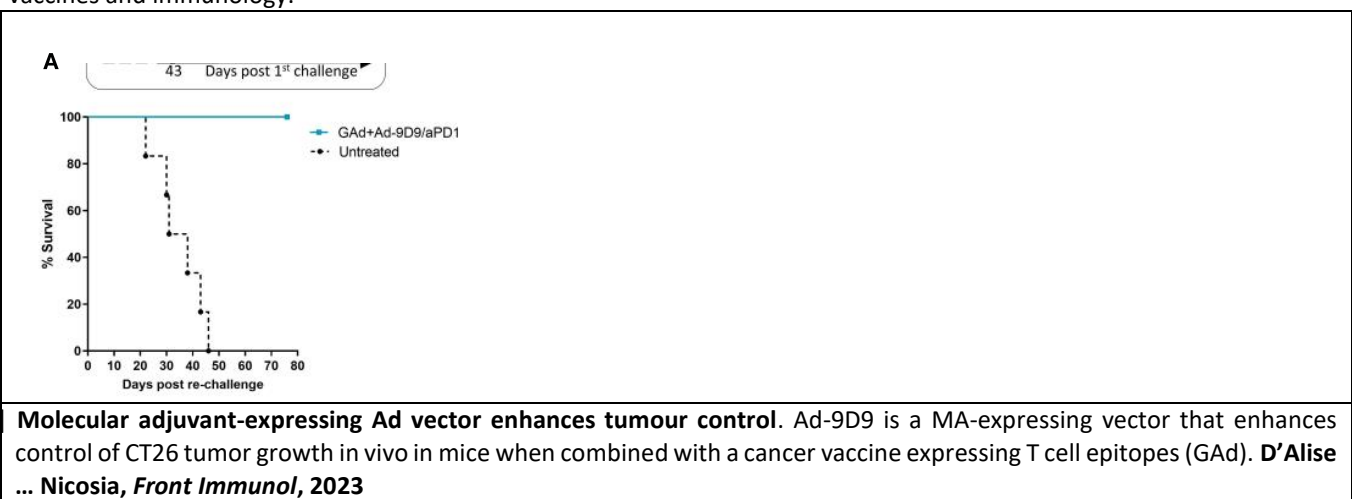 vaccines and immunology.
A
43 Days post 1st challenge
100
80
60
40
20
0
% Survival
GAd+Ad-9D9/aPD1
Untreated
0 10 20 30 40 50 60 70 80
Days post re-challenge
Molecular adjuvant-expressing Ad vector enhances tumour control. Ad-9D9 is a MA-expressing vector that enhances
control of CT26 tumor growth in vivo in mice when combined with a cancer vaccine expressing T cell epitopes (GAd). D’Alise
… Nicosia, Front Immunol, 2023